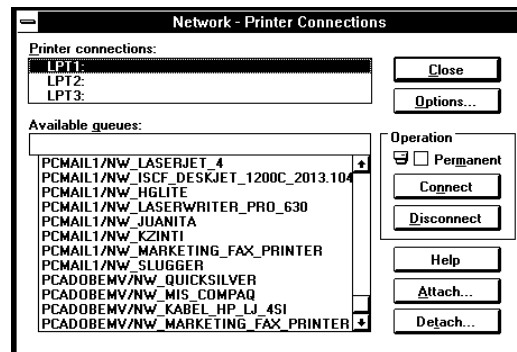 Network - Printer Connections
Printer connections:
LPT1:
LPT2:
LPT3:
Close
Options...
Available queues:
PCMAIL1/NW_LASERJET_4
PCMAIL1/NW_ISCF_DESKJET_1200C_2013.104
PCMAIL1/NW_HGLITE
PCMAIL1/NW_LASERWRITER_PRO_630
PCMAIL1/NW_JUANITA
PCMAIL1/NW_KZINTI
PCMAIL1/NW_MARKETING_FAX_PRINTER
PCMAIL1/NW_SLUGGER
PCADOBEMV/NW_QUICKSILVER
PCADOBEMV/NW_MIS_COMPAQ
PCADOBEMV/NW_KABEL_HP_LJ_4SI
PCADOBEMV/NW_MARKETING_FAX_PRINTER
Operation
Permanent
Connect
Disconnect
Help
Attach...
Detach...